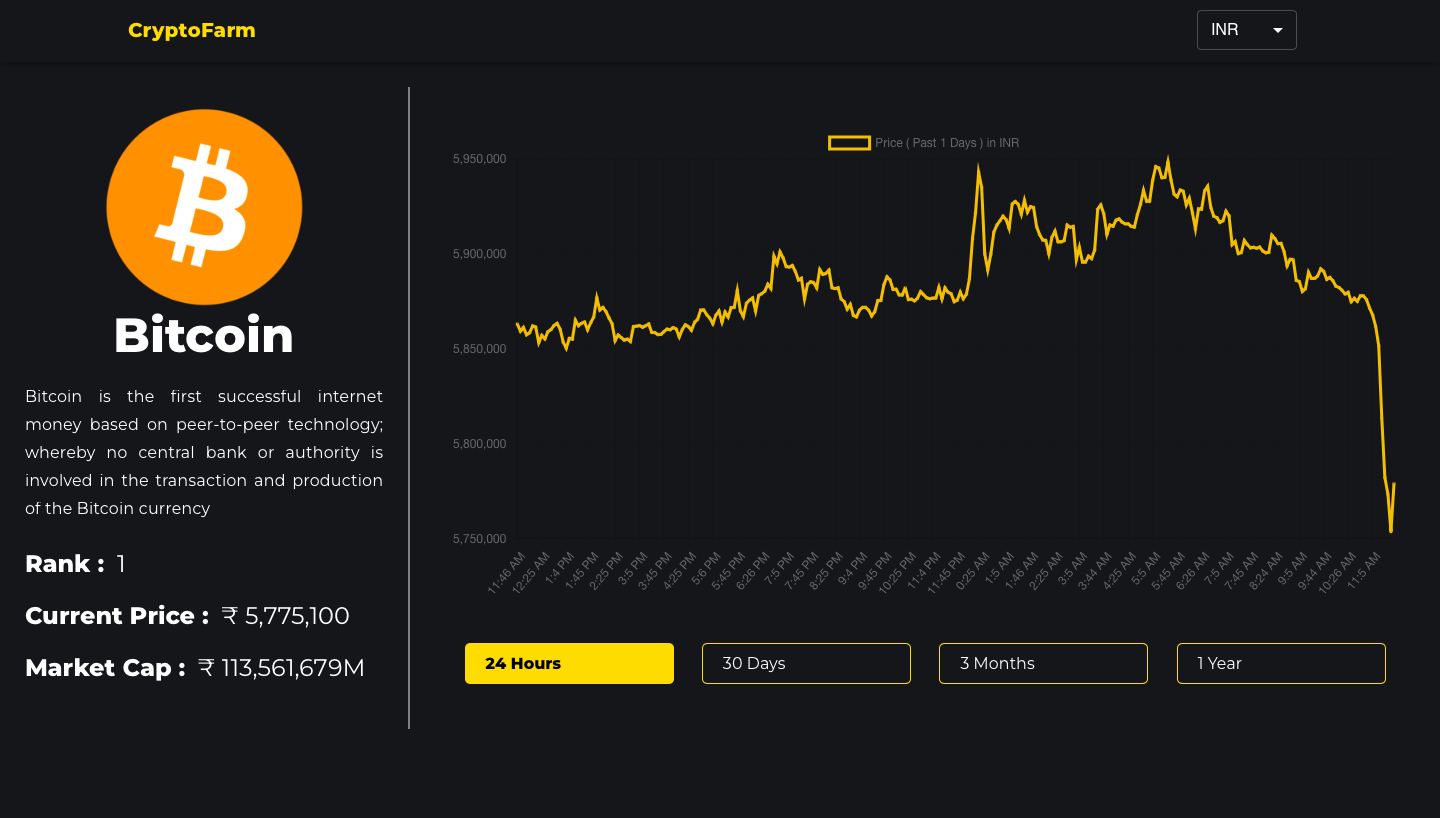 CryptoFarm
INR
Bitcoin
Bitcoin is the first successful internet
money based on peer-to-peer technology;
whereby no central bank or authority is
involved in the transaction and production
of the Bitcoin currency
Rank : 1
Current Price : ₹ 5,775,100
Market Cap : ₹ 113,561,679M
Price ( Past 1 Days ) in INR
5,950,000
5,900,000
5,850,000
5,800,000
5,750,000
11:46 AM
12:25 AM
1:4 PM
1:45 PM
2:25 PM
3:5 PM
3:45 PM
4:25 PM
5:6 PM
5:45 PM
6:26 PM
7:5 PM
7:45 PM
8:25 PM
9:4 PM
9:45 PM
10:25 PM
11:4 PM
11:45 PM
0:25 AM
1:5 AM
1:46 AM
2:25 AM
3:5 AM
3:44 AM
4:25 AM
5:5 AM
5:45 AM
6:26 AM
7:5 AM
7:45 AM
8:24 AM
9:5 AM
9:44 AM
10:26 AM
11:5 AM
24 Hours
30 Days
3 Months
1 Year